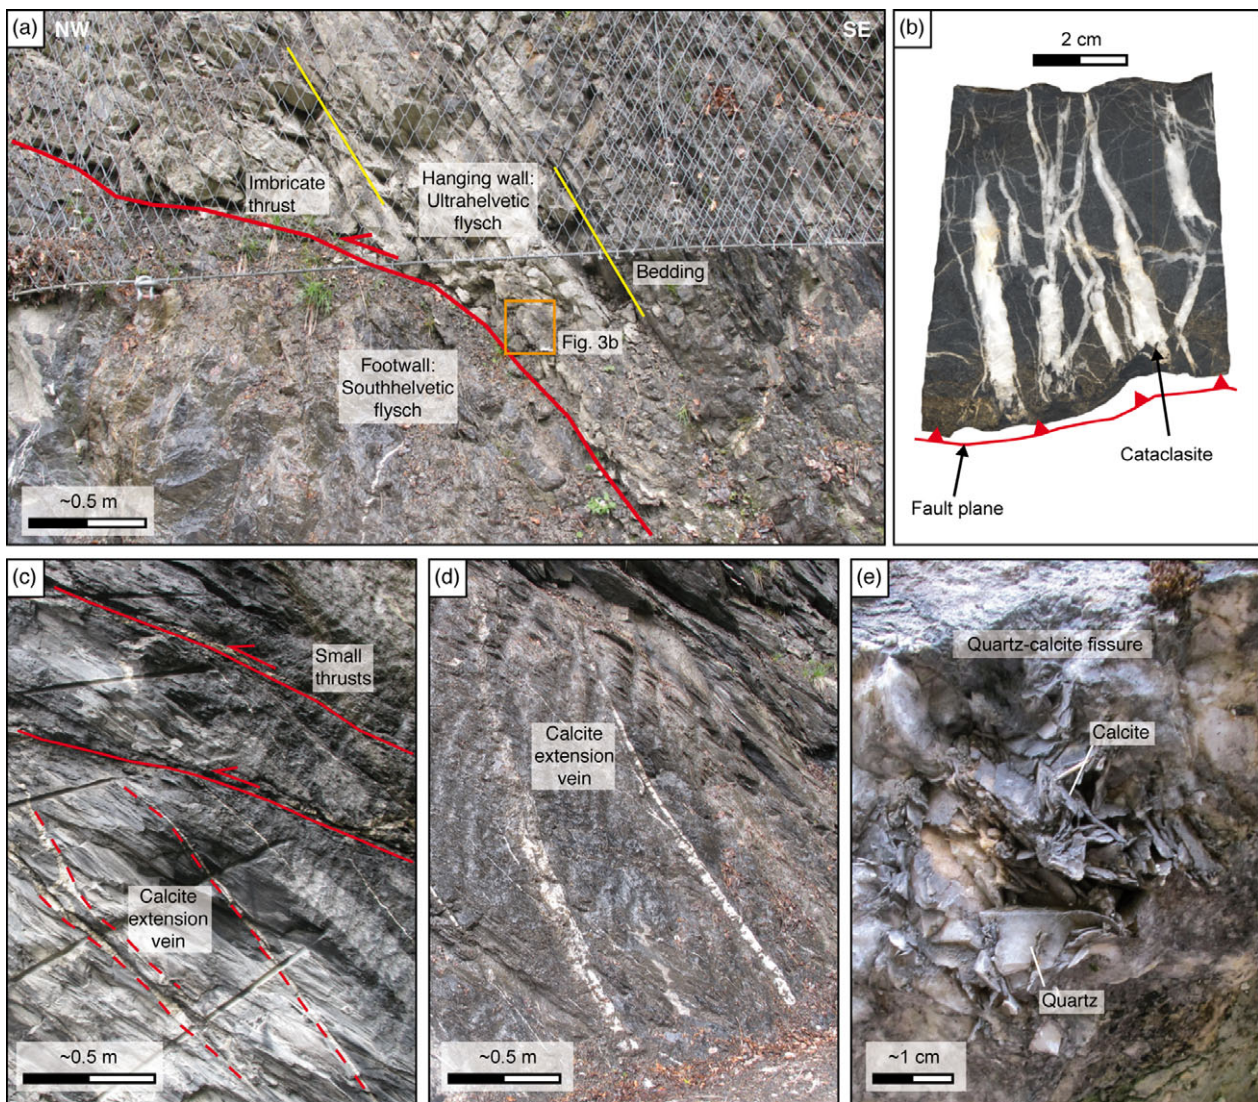 (a)
NW
SE
Imbricate
thrust
Hanging wall:
Ultrahelvetic
flysch
Bedding
Fig. 3b
Footwall:
Southhelvetic
flysch
~0.5 m
(b)
2 cm
Cataclasite
Fault plane
(c)
Small
thrusts
Calcite
extension
vein
~0.5 m
(d)
Calcite
extension
vein
~0.5 m
(e)
Quartz-calcite fissure
Calcite
Quartz
~1 cm